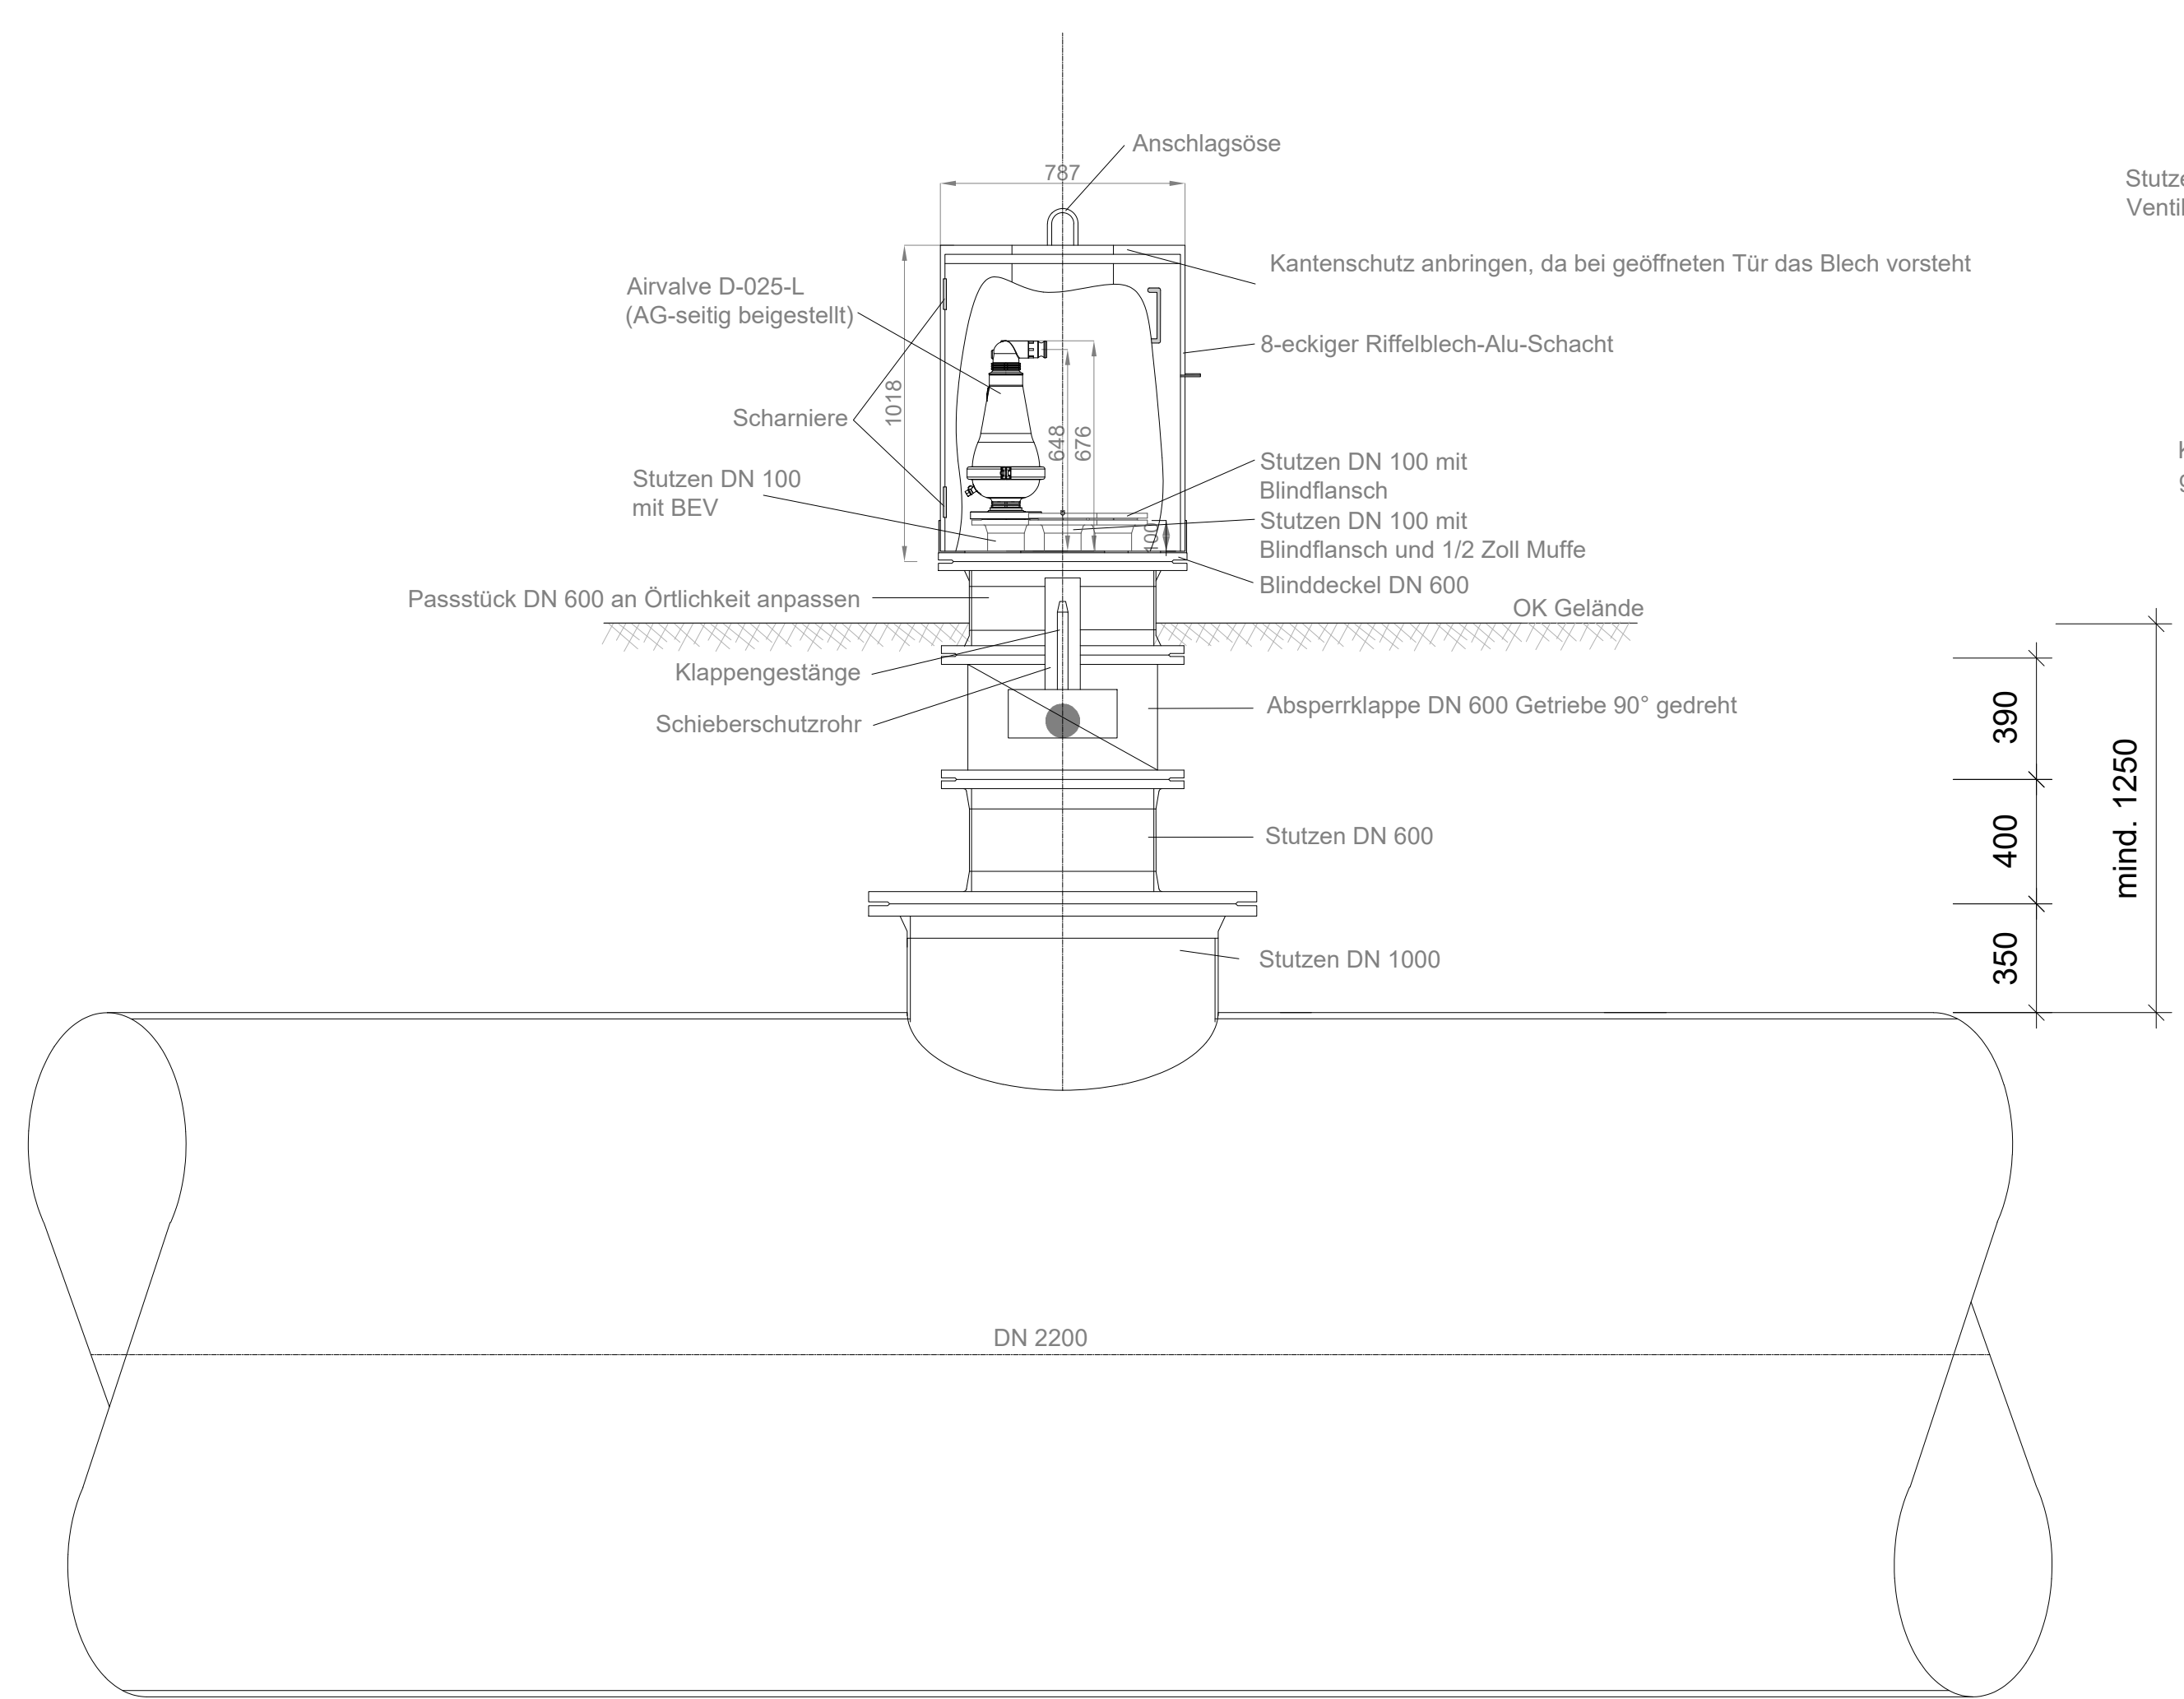 Anschlagsöse
787
Stutze
Ventil
Kantenschutz anbringen, da bei geöffneten Tür das Blech vorsteht
Airvalve D-025-L
(AG-seitig beigestellt)
8-eckiger Riffelblech-Alu-Schacht
1018
Scharniere
648
676
Stutzen DN 100
mit BEV
Stutzen DN 100 mit
Blindflansch
Stutzen DN 100 mit
Blindflansch und 1/2 Zoll Muffe
100
Blinddeckel DN 600
Passstück DN 600 an Örtlichkeit anpassen
OK Gelände
Klappengestänge
Schieberschutzrohr
Absperrklappe DN 600 Getriebe 90° gedreht
390
mind. 1250
Stutzen DN 600
400
Stutzen DN 1000
350
DN 2200